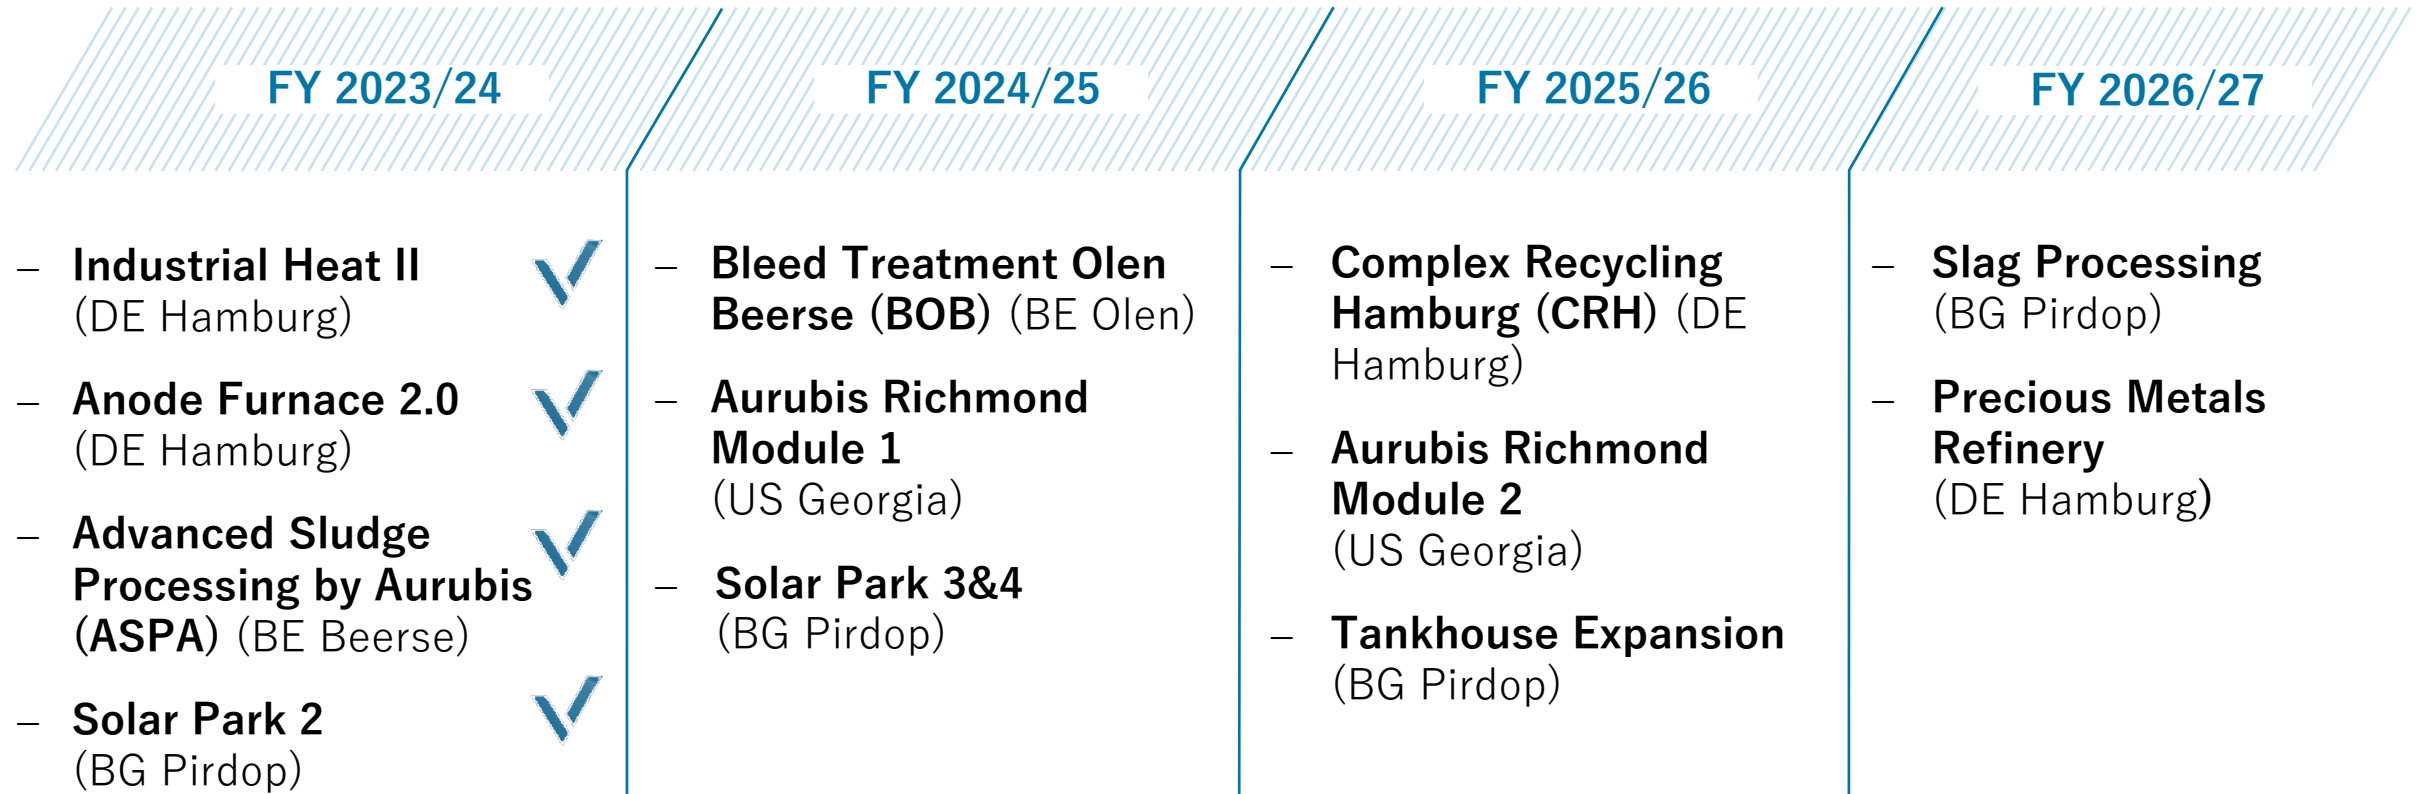 FY 2023/24
– Industrial Heat II
(DE Hamburg)
– Anode Furnace 2.0
(DE Hamburg)
– Advanced Sludge
Processing by Aurubis
(ASPA) (BE Beerse)
– Solar Park 2
(BG Pirdop)
FY 2024/25
– Bleed Treatment Olen
Beerse (BOB) (BE Olen)
– Aurubis Richmond
Module 1
(US Georgia)
– Solar Park 3&4
(BG Pirdop)
FY 2025/26
– Complex Recycling
Hamburg (CRH) (DE
Hamburg)
– Aurubis Richmond
Module 2
(US Georgia)
– Tankhouse Expansion
(BG Pirdop)
FY 2026/27
– Slag Processing
(BG Pirdop)
– Precious Metals
Refinery
(DE Hamburg)